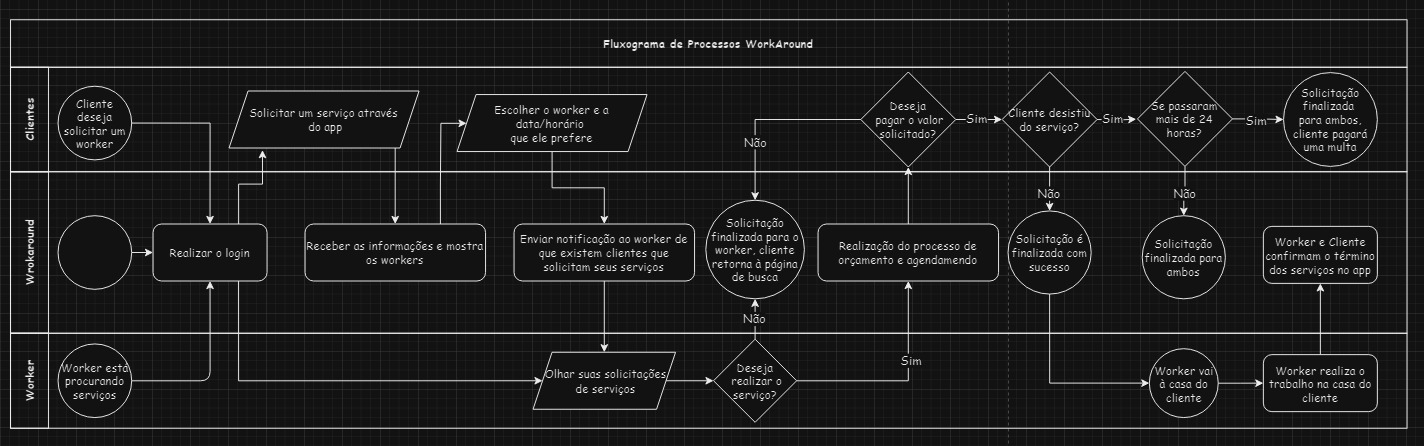 Fluxograma de Processos WorkAround
Clientes
Cliente
deseja
solicitar um
worker
Solicitar um serviço através
do app
Escolher o worker e a
data/horário
que ele prefere
Não
Deseja
pagar o valor
solicitado?
Sim
Cliente desistiu
do serviço?
Sim
Se passaram
mais de 24
horas?
Sim
Solicitação
finalizada
para ambos,
cliente pagará
uma multa
Wrokaround
Realizar o login
Receber as informações e mostra
os workers
Enviar notificação ao worker de
que existem clientes que
solicitam seus serviços
Solicitação
finalizada para o
worker, cliente
retorna à página
de busca
Realização do processo de
orçamento e agendamento
Não
Solicitação é
finalizada com
sucesso
Não
Solicitação
finalizada para
ambos
Worker e Cliente
confirmam o término
dos serviços no app
Worker
Worker está
procurando
serviços
Olhar suas solicitações
de serviços
Não
Deseja
realizar o
serviço?
Sim
Worker vai
à casa do
cliente
Worker realiza o
trabalho na casa do
cliente